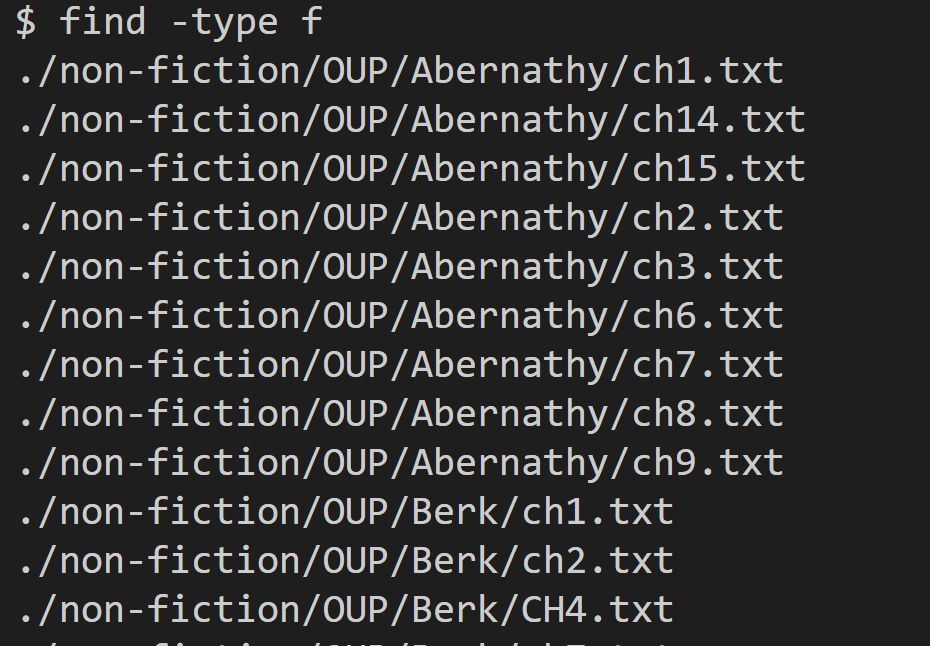 $ find -type f
./non-fiction/OUP/Abernathy/ch1.txt
./non-fiction/OUP/Abernathy/ch14.txt
./non-fiction/OUP/Abernathy/ch15.txt
./non-fiction/OUP/Abernathy/ch2.txt
./non-fiction/OUP/Abernathy/ch3.txt
./non-fiction/OUP/Abernathy/ch6.txt
./non-fiction/OUP/Abernathy/ch7.txt
./non-fiction/OUP/Abernathy/ch8.txt
./non-fiction/OUP/Abernathy/ch9.txt
./non-fiction/OUP/Berk/ch1.txt
./non-fiction/OUP/Berk/ch2.txt
./non-fiction/OUP/Berk/CH4.txt